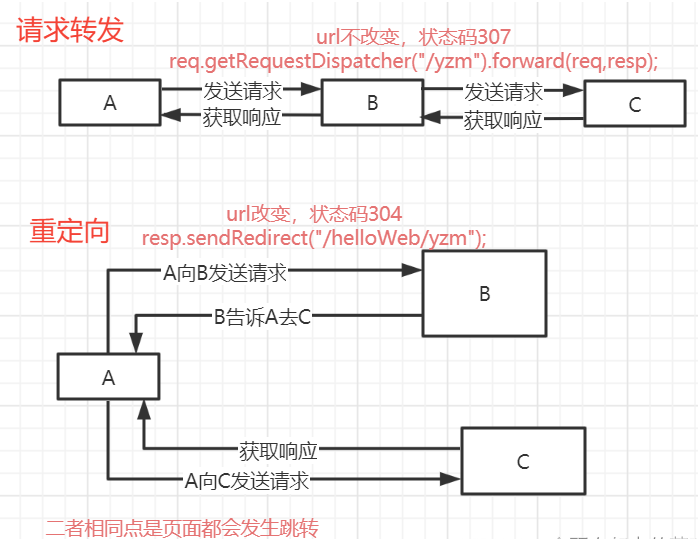 请求转发
url不改变，状态码307
req.getRequestDispatcher("/yzm").forward(req,resp);
A
发送请求
获取响应
B
发送请求
获取响应
C
重定向
url改变，状态码304
resp.sendRedirect("/helloWeb/yzm");
A向B发送请求
B
B告诉A去C
A
获取响应
C
A向C发送请求
二者相同点是页面都会发生跳转